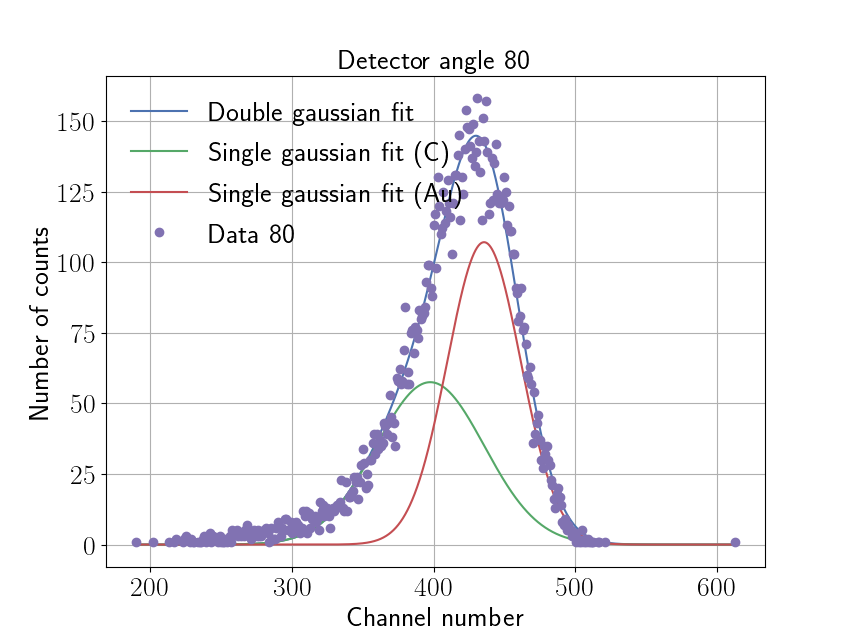 Detector angle 80
Double gaussian fit
Single gaussian fit (C)
Single gaussian fit (Au)
Data 80
Number of counts
150
125
100
75
50
25
0
200 300 400 500 600
Channel number